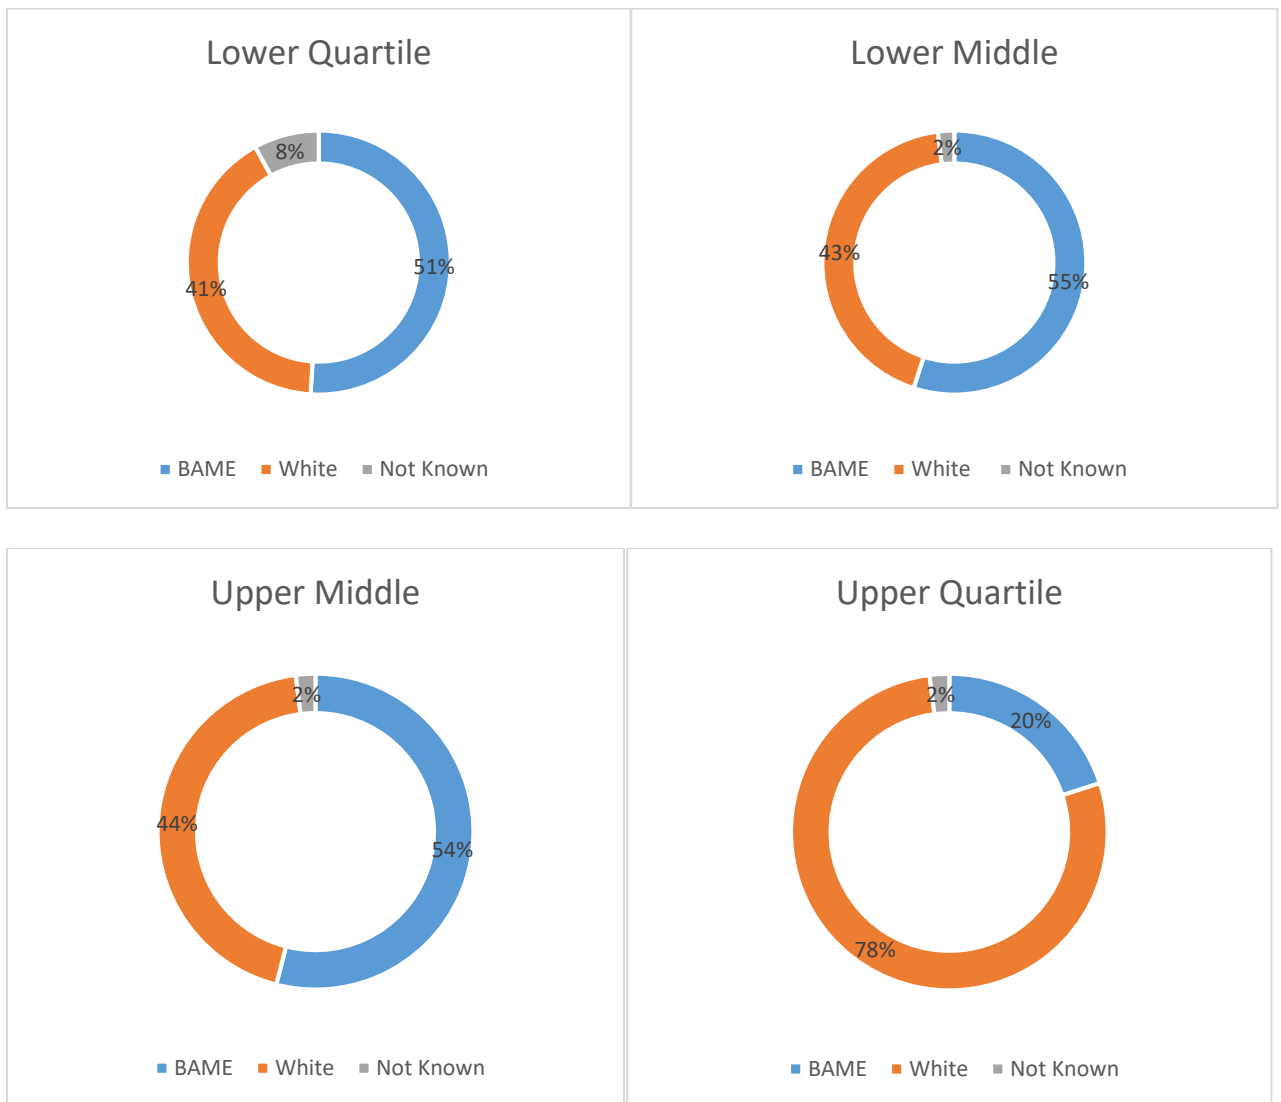 Lower Quartile
8%
51%
41%
BAME White Not Known
Lower Middle
2%
43%
55%
BAME White Not Known
Upper Middle
2%
44%
54%
BAME White Not Known
Upper Quartile
2%
20%
78%
BAME White Not Known